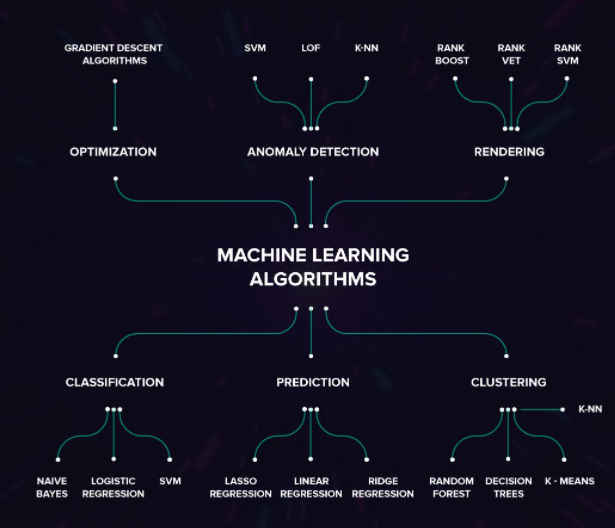 GRADIENT DESCENT
ALGORITHMS
SVM
LOF
K-NN
RANK
BOOST
RANK
VET
RANK
SVM
OPTIMIZATION
ANOMALY DETECTION
RENDERING
MACHINE LEARNING
ALGORITHMS
CLASSIFICATION
PREDICTION
CLUSTERING
K-NN
NAIVE
BAYES
LOGISTIC
REGRESSION
SVM
LASSO
REGRESSION
LINEAR
REGRESSION
RIDGE
REGRESSION
RANDOM
FOREST
DECISION
TREES
K - MEANS